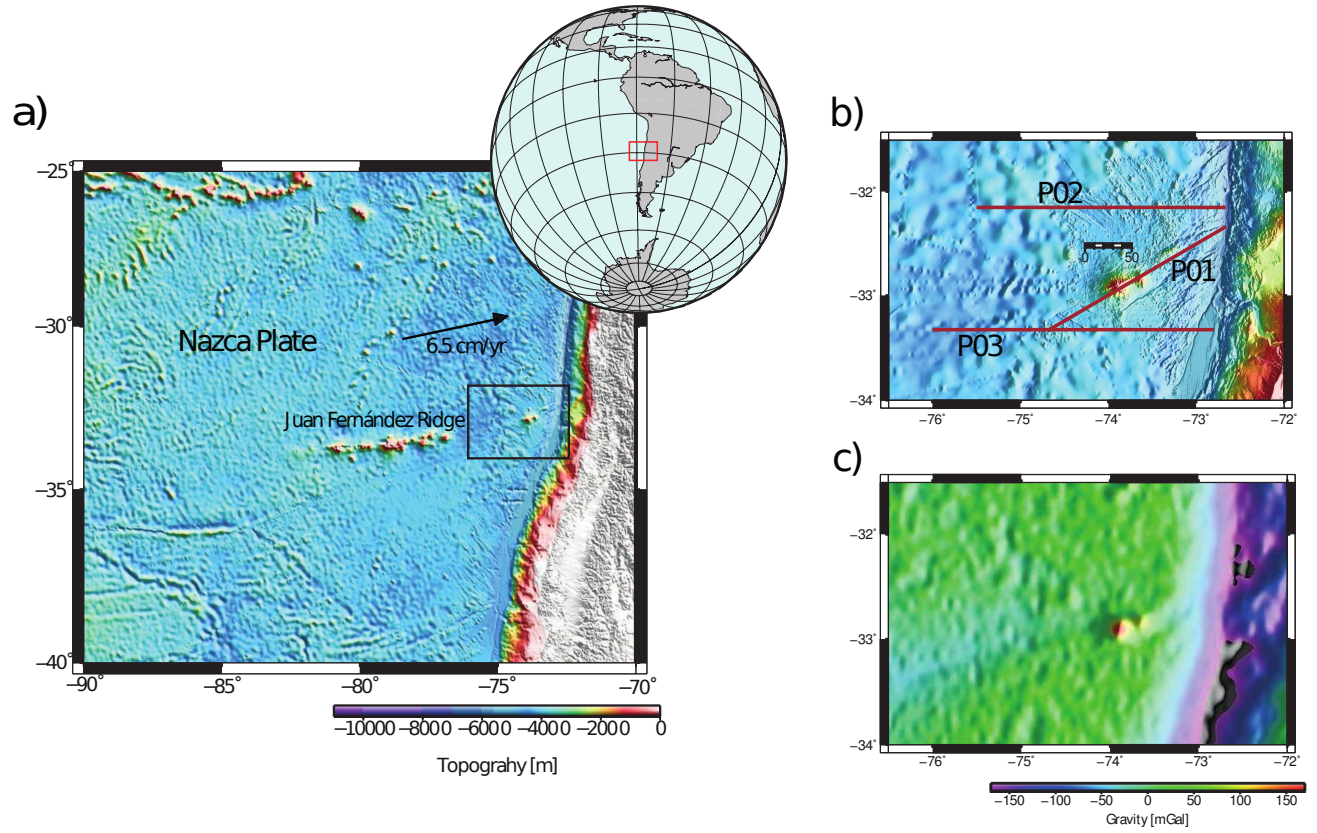 a)
−25˚
−30˚
−35˚
−40˚
−90˚ −85˚ −80˚ −75˚ −70˚
Nazca Plate
6.5 cm/yr
Juan Fernández Ridge
−10000 −8000 −6000 −4000 −2000 0
Topograhy [m]
b)
−32˚
−33˚
−34˚
−76˚ −75˚ −74˚ −73˚ −72˚
P02
0 50
P01
P03
c)
−32˚
−33˚
−34˚
−76˚ −75˚ −74˚ −73˚ −72˚
−150 −100 −50 0 50 100 150
Gravity [mGal]